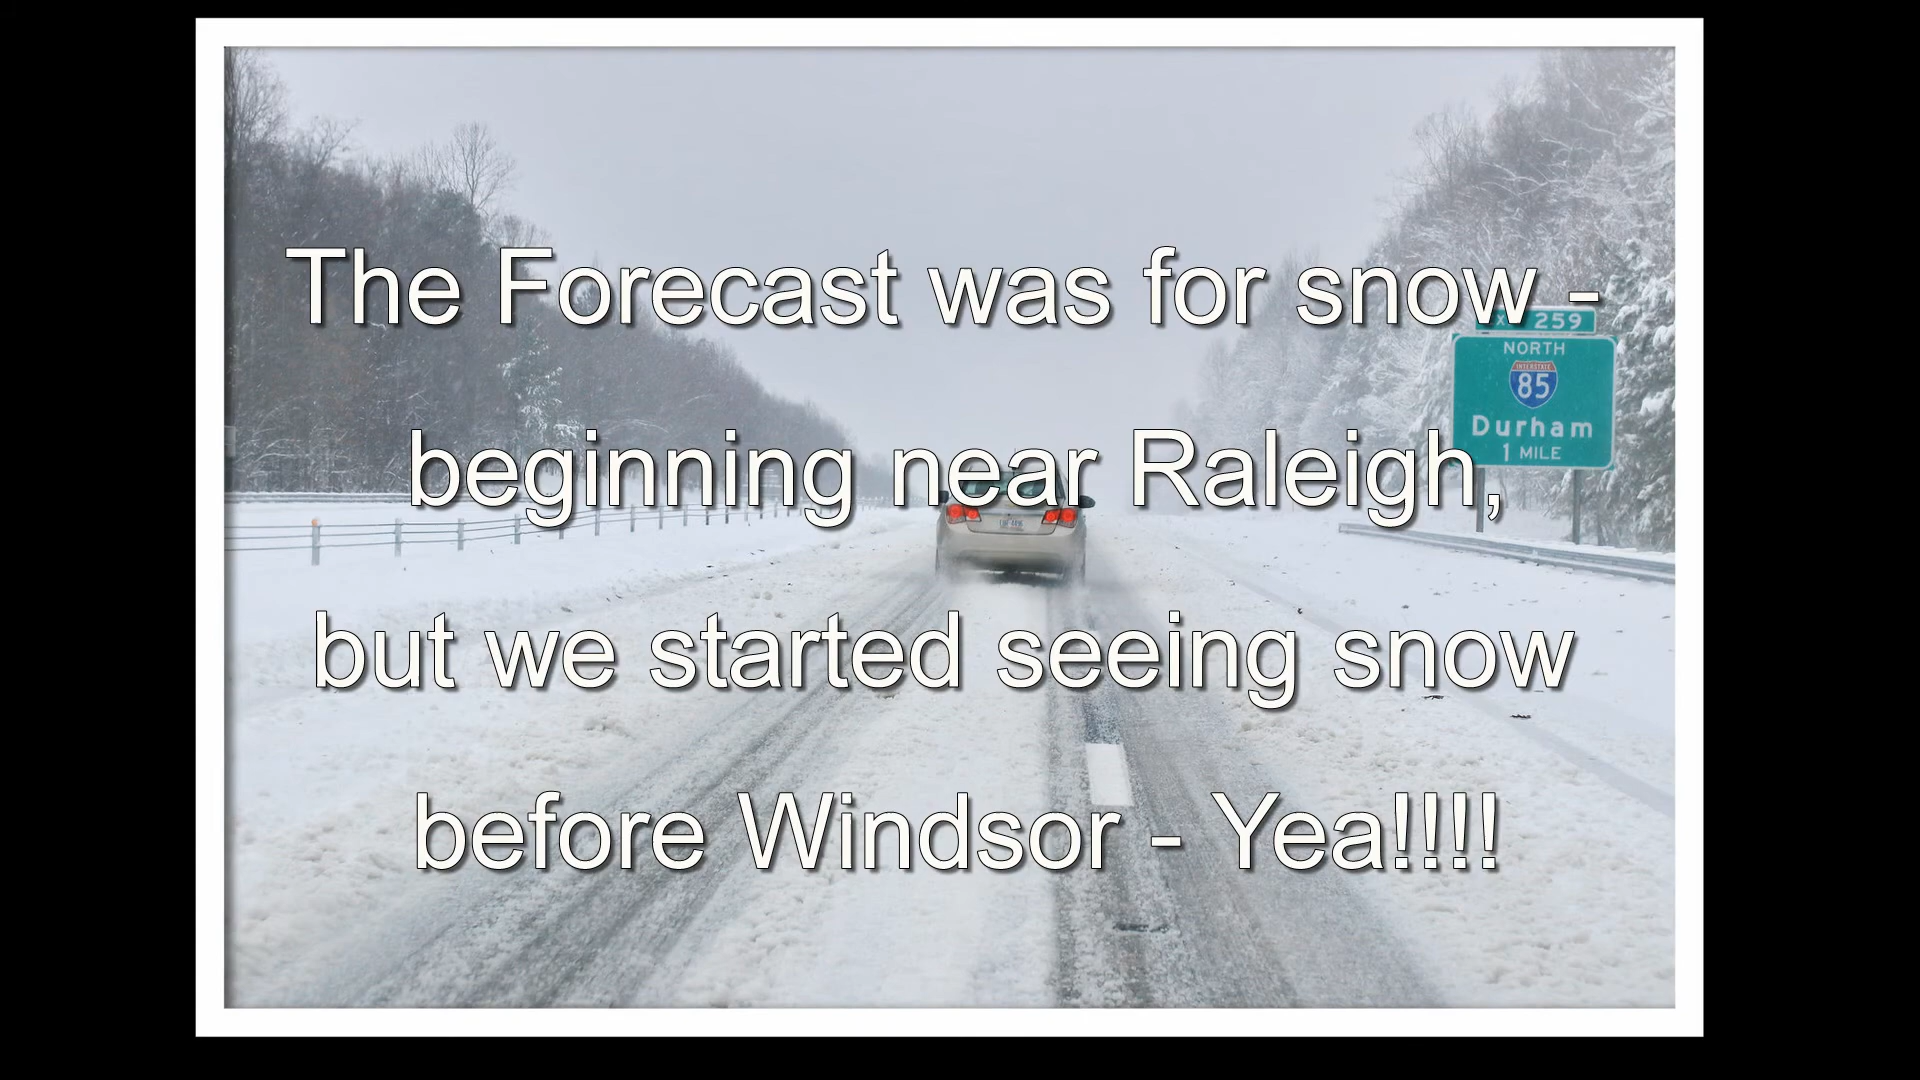 The Forecast was for snow -
259
NORTH
INTERSTATE
85
Durham
1 MILE
beginning near Raleigh,
but we started seeing snow
before Windsor - Yea!!!!